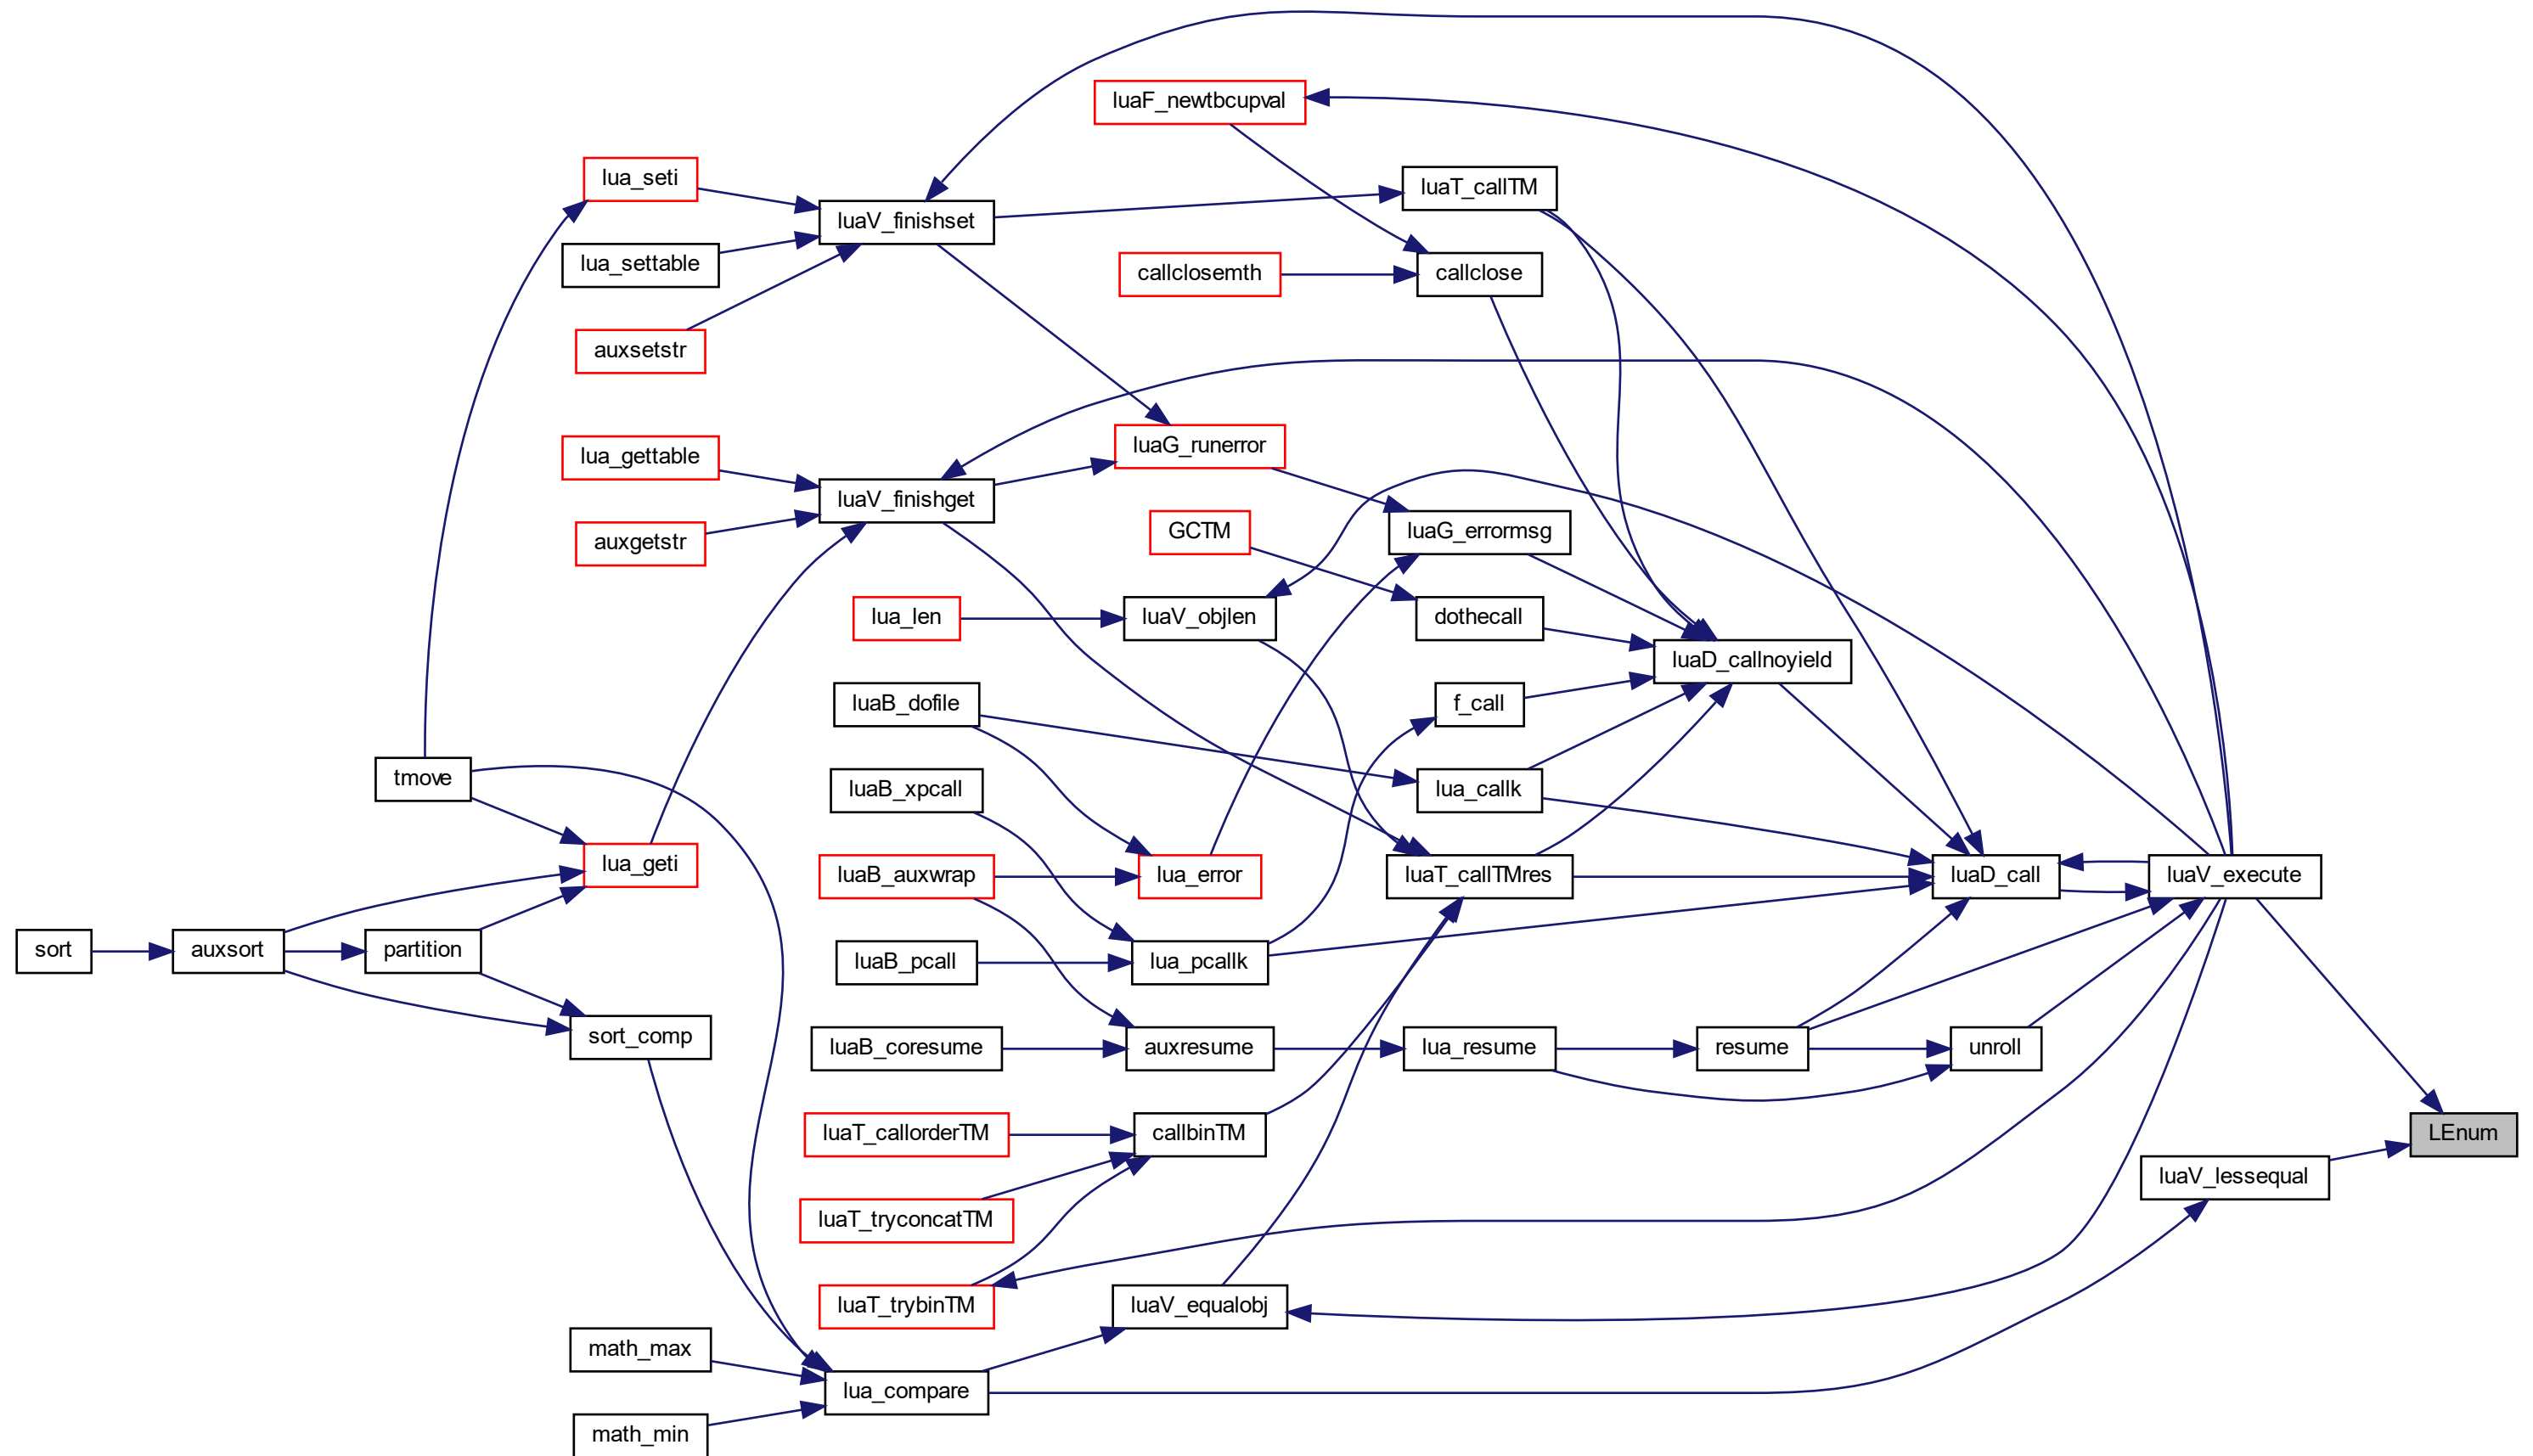 luaF_newtbcupval
lua_seti
luaT_callTM
luaV_finishset
lua_settable
callclosemth
callclose
auxsetstr
lua_gettable
luaG_runerror
luaV_finishget
auxgetstr
GCTM
luaG_errormsg
lua_len
luaV_objlen
dothecall
luaD_callnoyield
luaB_dofile
f_call
tmove
luaB_xpcall
lua_callk
lua_geti
luaB_auxwrap
lua_error
luaT_callTMres
luaD_call
luaV_execute
sort
auxsort
partition
luaB_pcall
lua_pcallk
sort_comp
luaB_coresume
auxresume
lua_resume
resume
unroll
luaT_callorderTM
callbinTM
LEnum
luaV_lessequal
luaT_tryconcatTM
luaT_trybinTM
luaV_equalobj
math_max
lua_compare
math_min